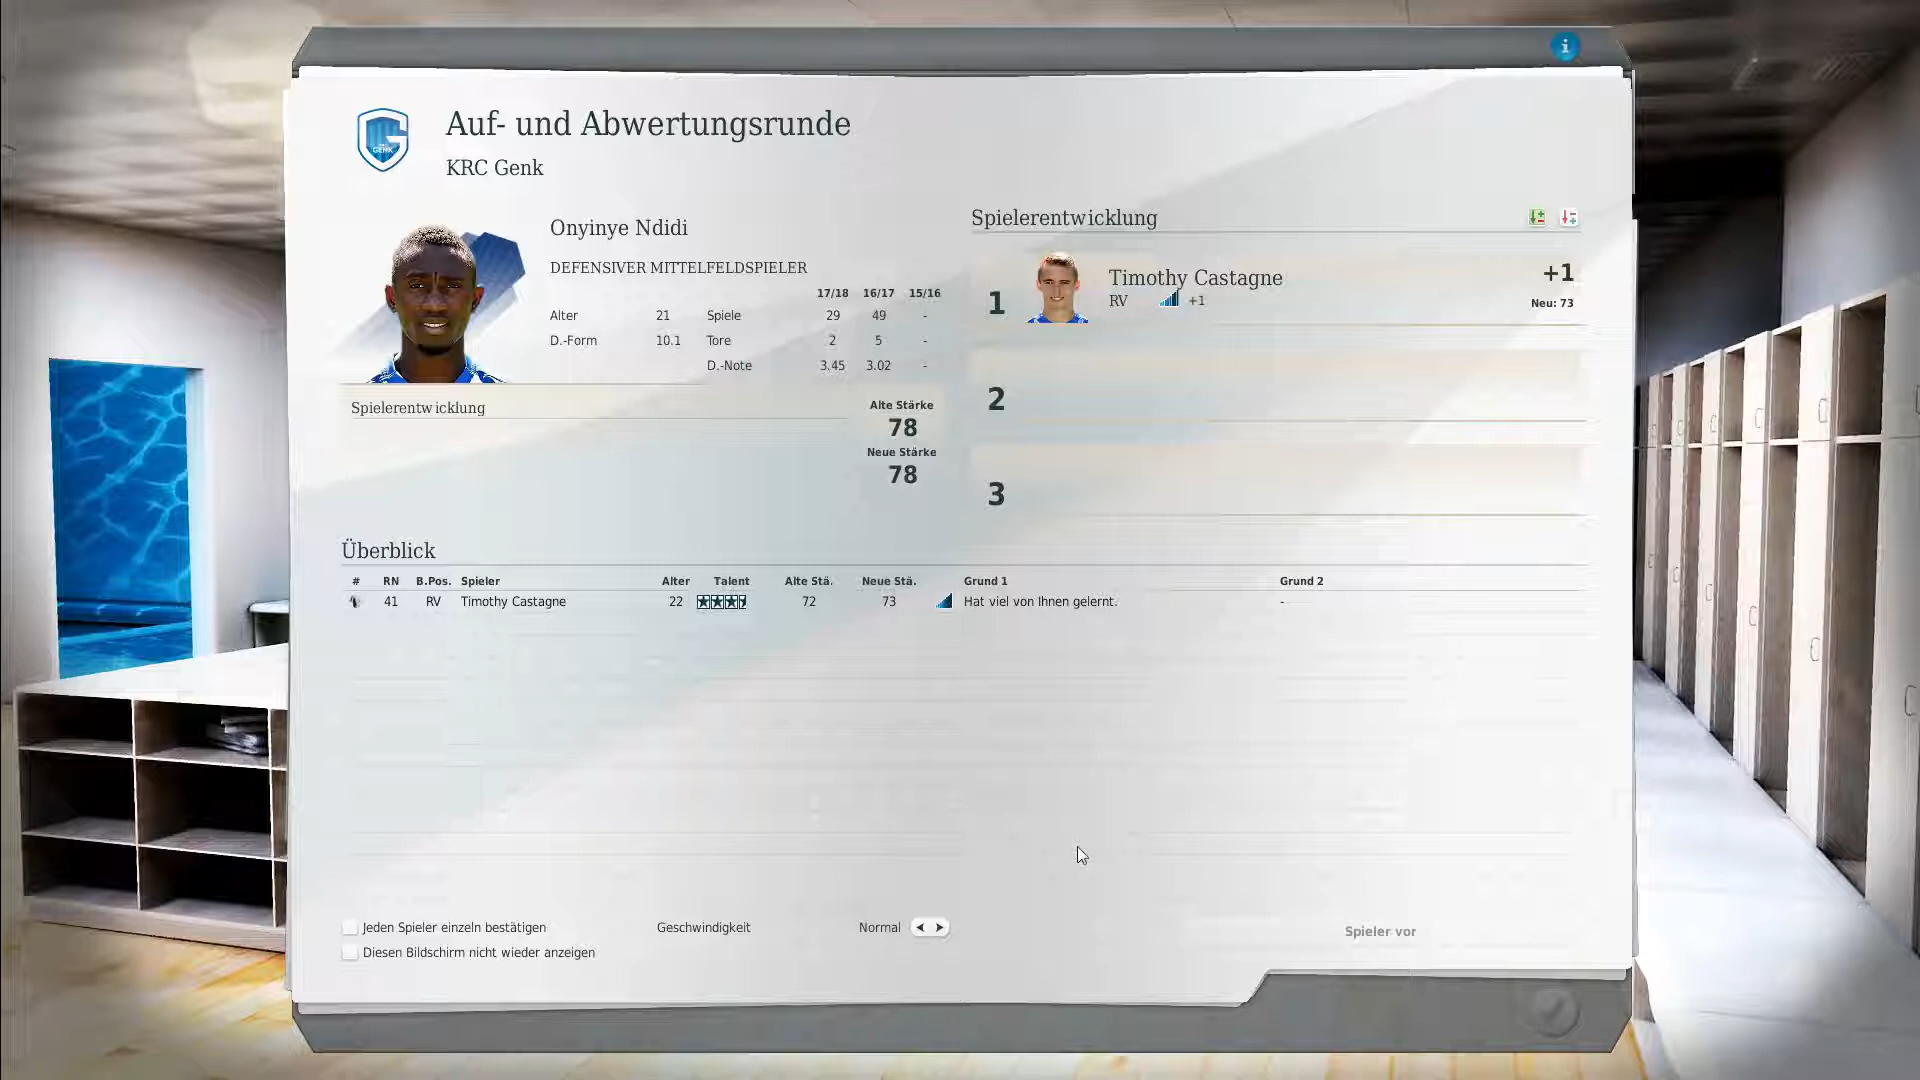 Auf- und Abwertungsrunde
KRC Genk
GENK
Onyinye Ndidi
DEFENSIVER MITTELFELDSPIELER
17/18 16/17 15/16
Alter 21 Spiele 29 49 -
D.-Form 10.1 Tore 2 5 -
D.-Note 3.45 3.02 -
Spielerentwicklung
Alte Stärke
78
Neue Stärke
78
Spielerentwicklung
1 Timothy Castagne +1
RV +1 Neu: 73
2
3
Überblick
# RN B.Pos. Spieler Alter Talent Alte Stä. Neue Stä. Grund 1 Grund 2
41 RV Timothy Castagne 22 72 73 Hat viel von Ihnen gelernt. -
Jeden Spieler einzeln bestätigen Geschwindigkeit Normal
Diesen Bildschirm nicht wieder anzeigen
Spieler vor